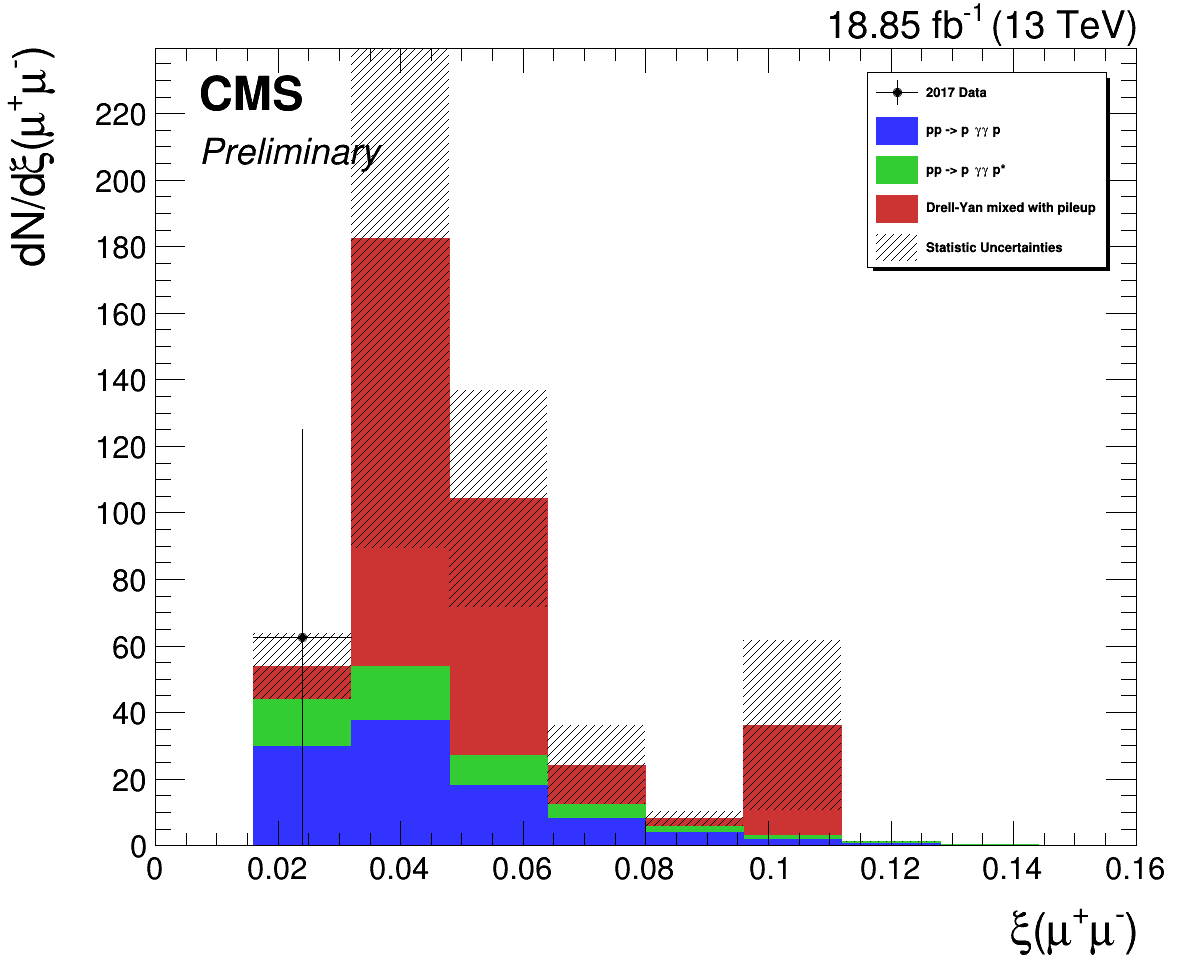 18.85 fb⁻¹ (13 TeV)
dN/dξ(μ⁺μ⁻)
CMS
Preliminary
2017 Data
pp -> p γγ p
pp -> p γγ p*
Drell-Yan mixed with pileup
Statistic Uncertainties
220
200
180
160
140
120
100
80
60
40
20
0
0 0.02 0.04 0.06 0.08 0.1 0.12 0.14 0.16
ξ(μ⁺μ⁻)